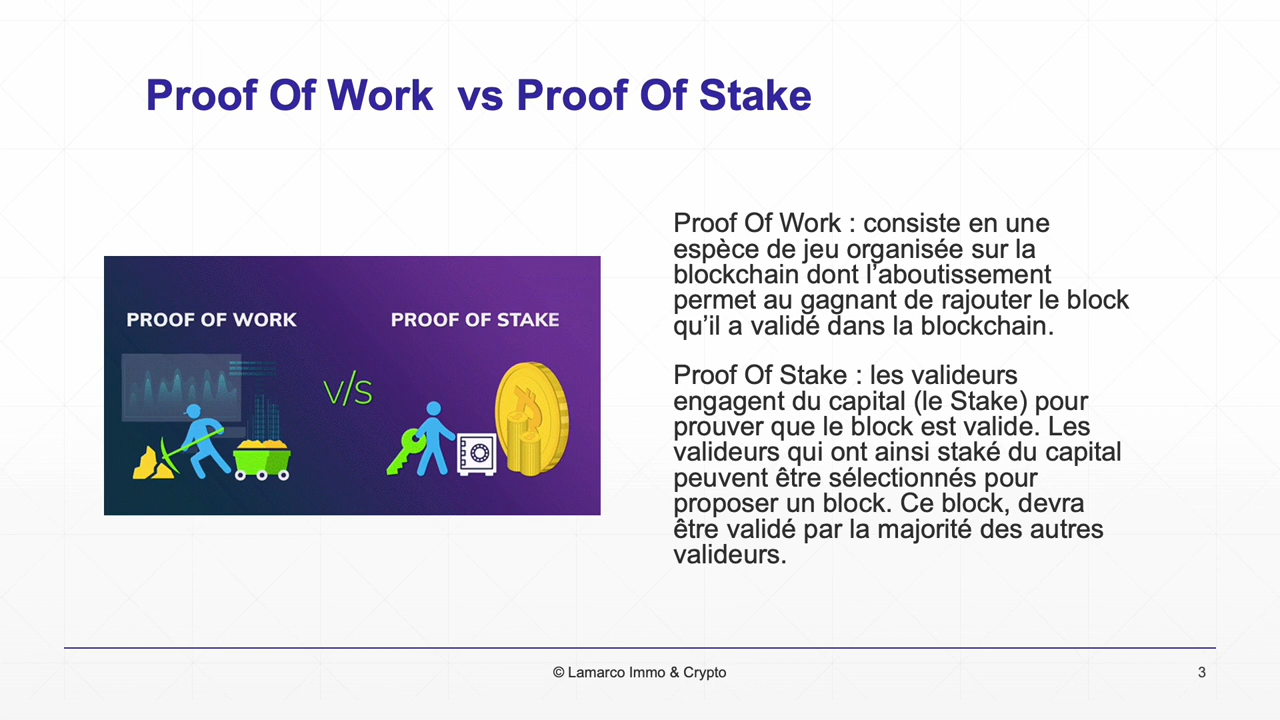 Proof Of Work  vs Proof Of Stake
PROOF OF WORK
PROOF OF STAKE
V/S
Proof Of Work : consiste en une
espèce de jeu organisée sur la
blockchain dont l’aboutissement
permet au gagnant de rajouter le block
qu’il a validé dans la blockchain.
Proof Of Stake : les valideurs
engagent du capital (le Stake) pour
prouver que le block est valide. Les
valideurs qui ont ainsi staké du capital
peuvent être sélectionnés pour
proposer un block. Ce block, devra
être validé par la majorité des autres
valideurs.
© Lamarco Immo & Crypto
3